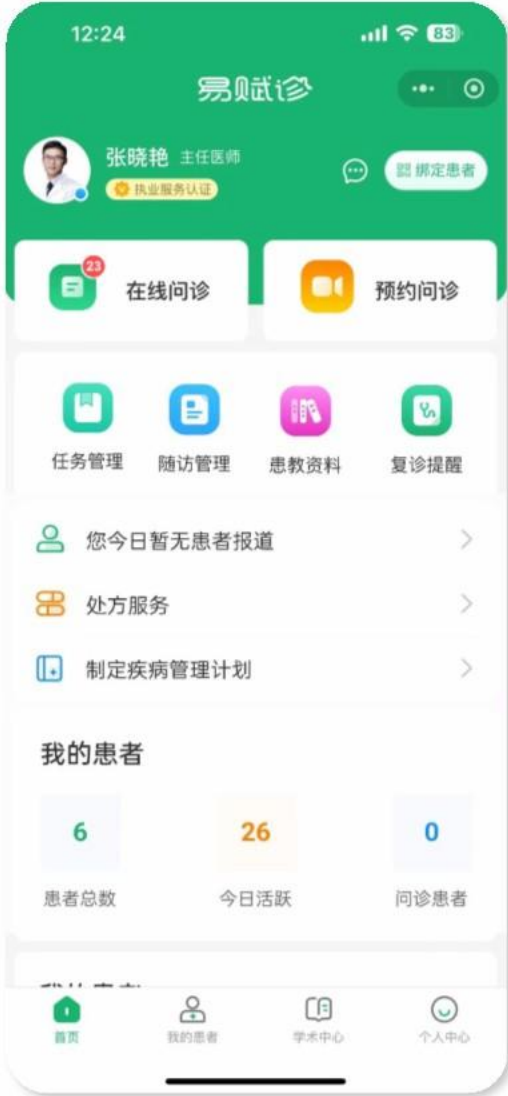 12:24
83
易赋诊
张晓艳 主任医师
执业服务认证
绑定患者
23
在线问诊
预约问诊
任务管理
随访管理
患教资料
复诊提醒
您今日暂无患者报道
处方服务
制定疾病管理计划
我的患者
6
26
0
患者总数
今日活跃
问诊患者
首页
我的患者
学术中心
个人中心